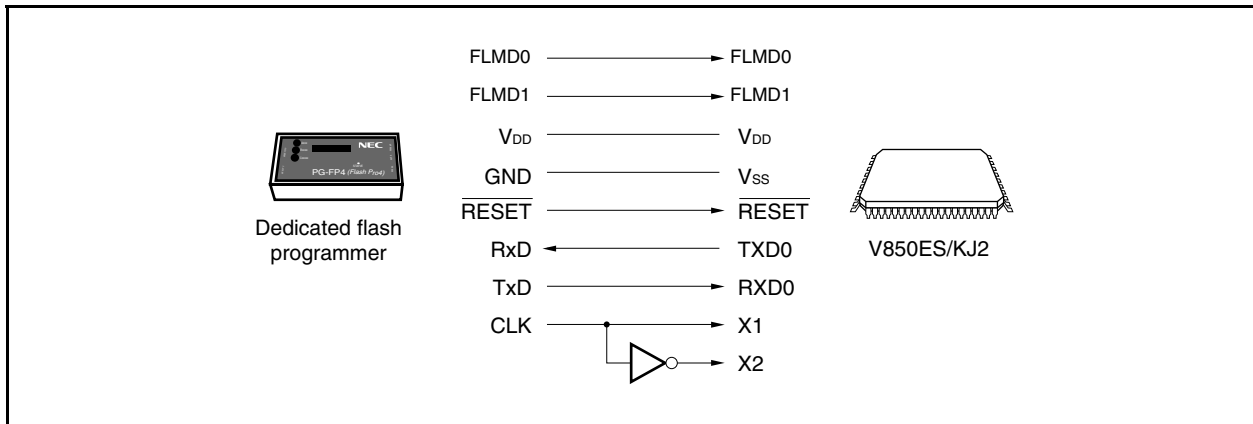 FLMD0 FLMD0
FLMD1 FLMD1
VDD VDD
GND VSS
RESET RESET
RxD TXD0
TxD RXD0
CLK X1
X2
NEC
PG-FP4 (Flash Pro4)
Dedicated flash
programmer
V850ES/KJ2